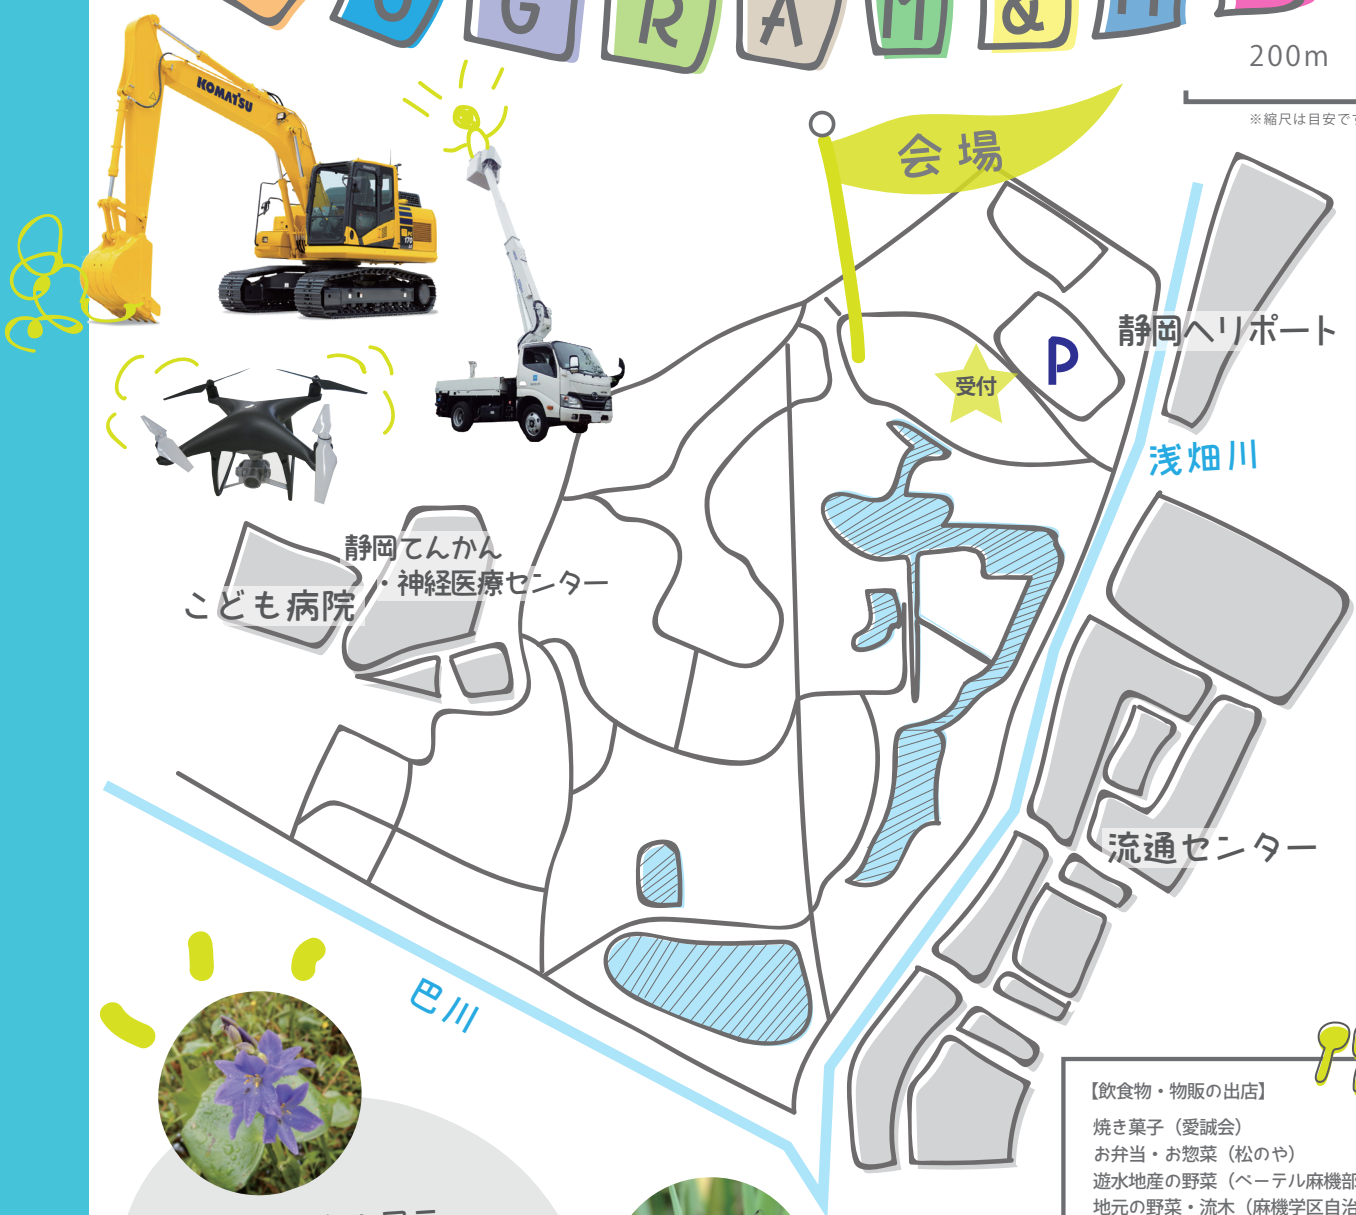 OGRAM&
200m
※縮尺は目安です
KOMATSU
会場
静岡ヘリポート
P
受付
浅畑川
静岡てんかん
・神経医療センター
こども病院
流通センター
巴川
【飲食物・物販の出店】
焼き菓子（愛誠会）
お弁当・お惣菜（松のや）
遊水地産の野菜（ベーテル麻機部
地元の野菜・流木（麻機学区自治